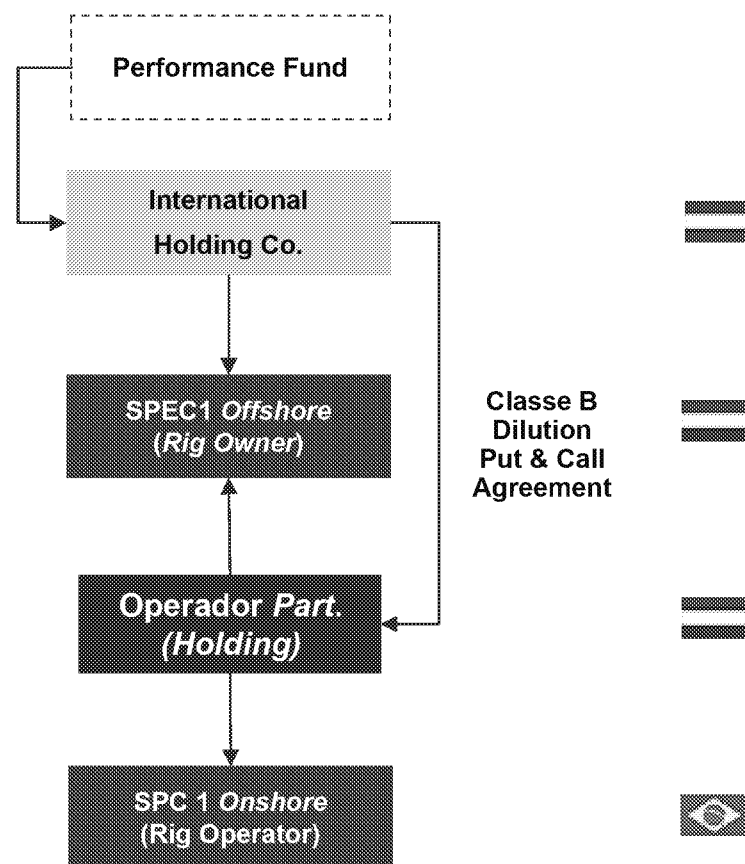 Performance Fund
International
Holding Co.
SPEC1 Offshore
(Rig Owner)
Classe B
Dilution
Put & Call
Agreement
Operador Part.
(Holding)
SPC 1 Onshore
(Rig Operator)